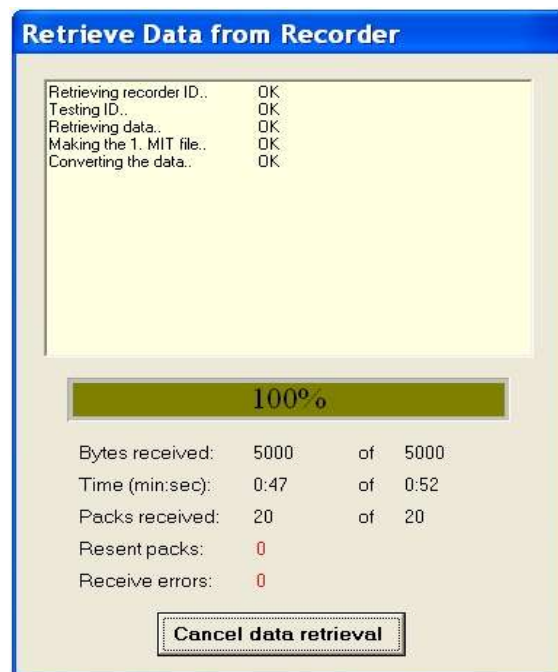 Retrieve Data from Recorder
Retrieving recorder ID.. OK
Testing ID.. OK
Retrieving data.. OK
Making the 1. MIT file.. OK
Converting the data.. OK
100%
Bytes received: 5000 of 5000
Time (min:sec): 0:47 of 0:52
Packs received: 20 of 20
Resent packs: 0
Receive errors: 0
Cancel data retrieval